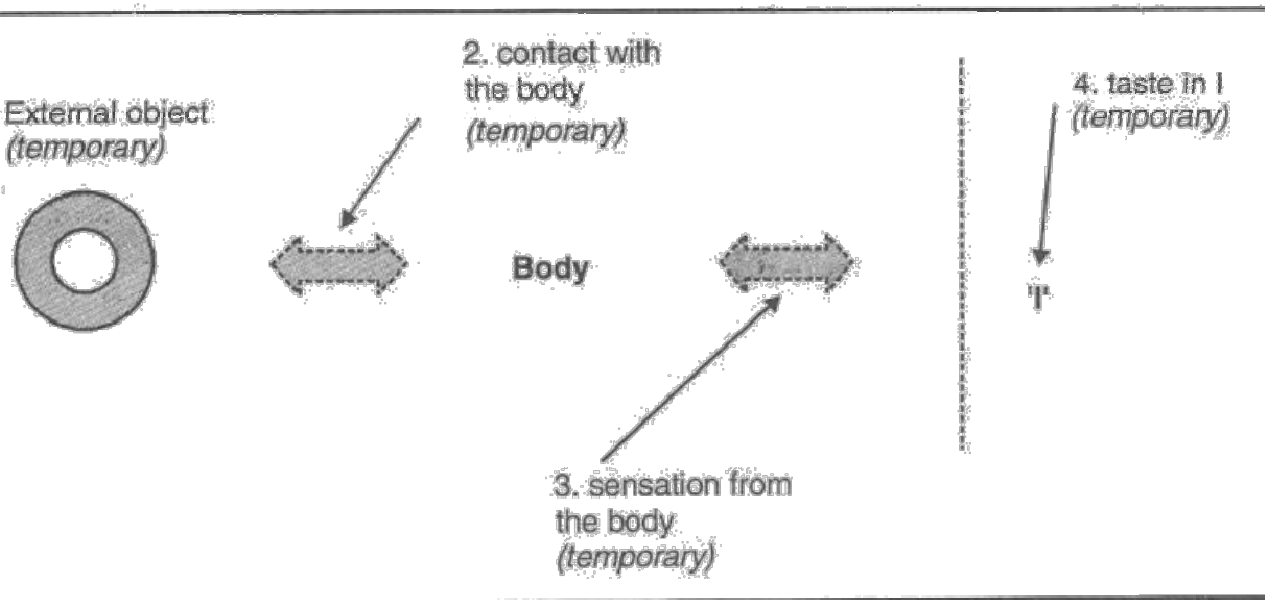 External object
(temporary)
2. contact with
the body
(temporary)
Body
3. sensation from
the body
(temporary)
4. taste in I
(temporary)
'I'